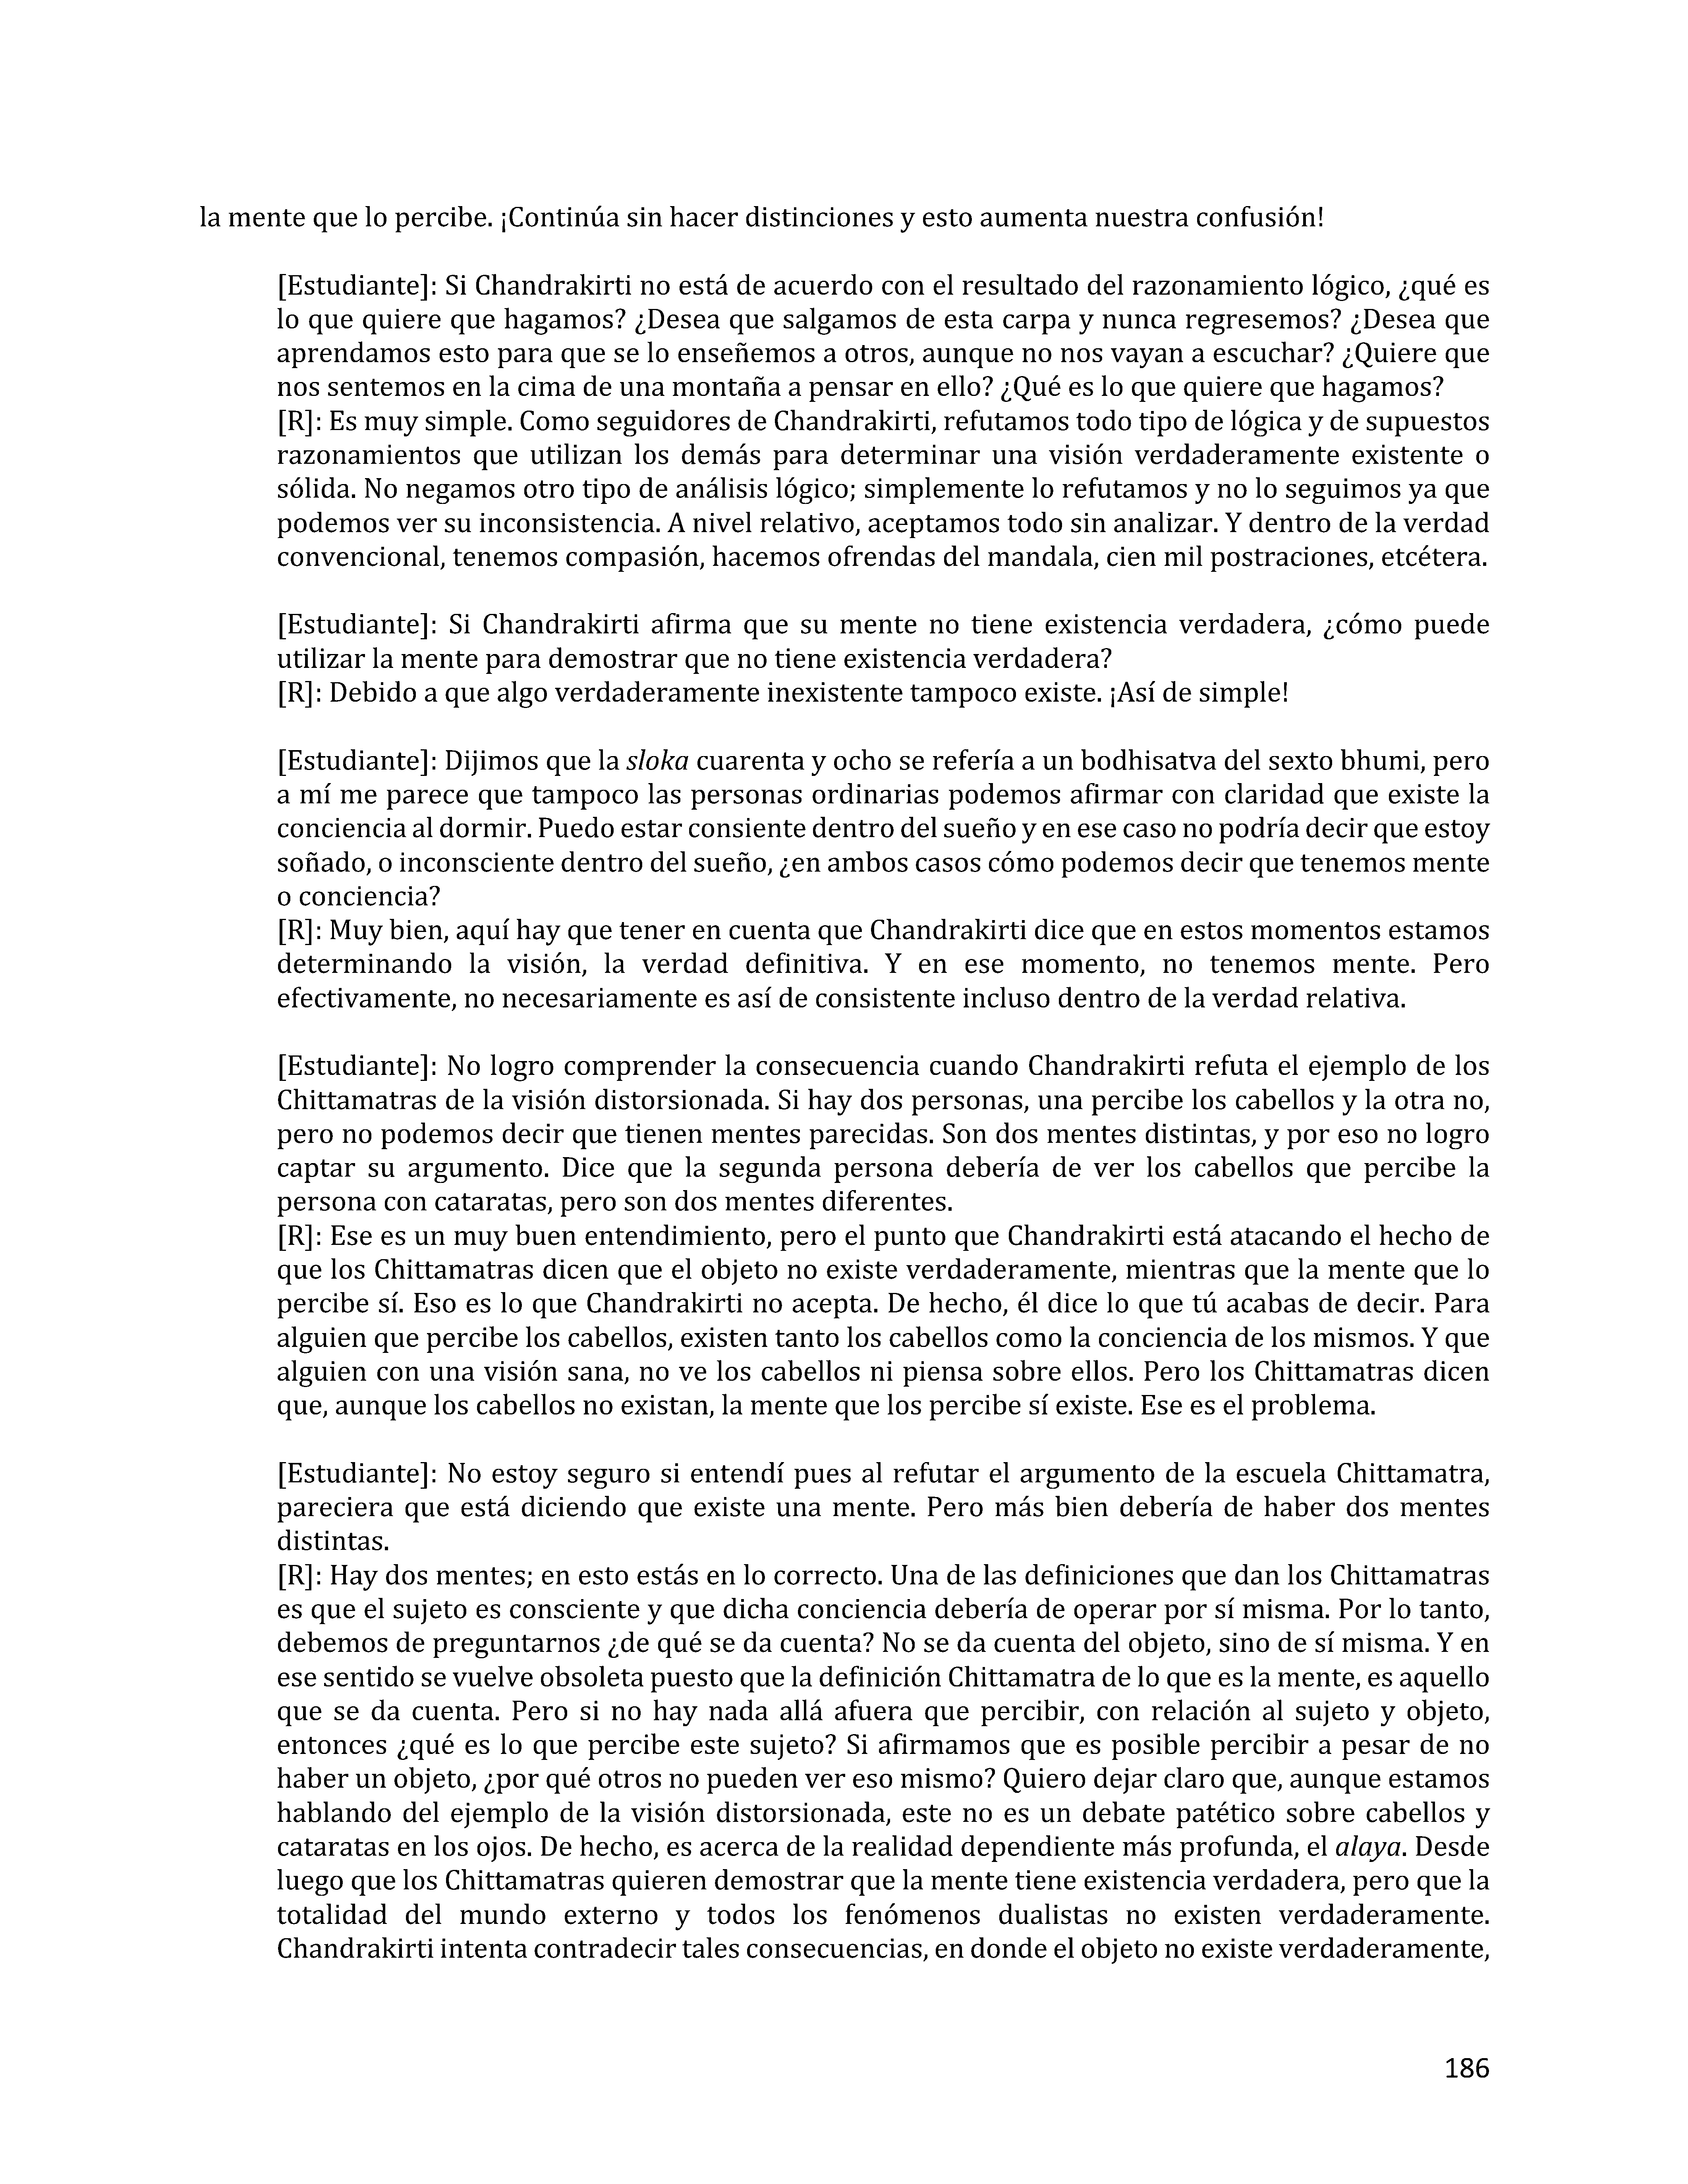 la mente que lo percibe. ¡Continúa sin hacer distinciones y esto aumenta nuestra confusión!
[Estudiante]: Si Chandrakirti no está de acuerdo con el resultado del razonamiento lógico, ¿qué es
lo que quiere que hagamos? ¿Desea que salgamos de esta carpa y nunca regresemos? ¿Desea que
aprendamos esto para que se lo enseñemos a otros, aunque no nos vayan a escuchar? ¿Quiere que
nos sentemos en la cima de una montaña a pensar en ello? ¿Qué es lo que quiere que hagamos?
[R]: Es muy simple. Como seguidores de Chandrakirti, refutamos todo tipo de lógica y de supuestos
razonamientos que utilizan los demás para determinar una visión verdaderamente existente o
sólida. No negamos otro tipo de análisis lógico; simplemente lo refutamos y no lo seguimos ya que
podemos ver su inconsistencia. A nivel relativo, aceptamos todo sin analizar. Y dentro de la verdad
convencional, tenemos compasión, hacemos ofrendas del mandala, cien mil postraciones, etcétera.
[Estudiante]: Si Chandrakirti afirma que su mente no tiene existencia verdadera, ¿cómo puede
utilizar la mente para demostrar que no tiene existencia verdadera?
[R]: Debido a que algo verdaderamente inexistente tampoco existe. ¡Así de simple!
[Estudiante]: Dijimos que la sloka cuarenta y ocho se refería a un bodhisatva del sexto bhumi, pero
a mí me parece que tampoco las personas ordinarias podemos afirmar con claridad que existe la
conciencia al dormir. Puedo estar consiente dentro del sueño y en ese caso no podría decir que estoy
soñado, o inconsciente dentro del sueño, ¿en ambos casos cómo podemos decir que tenemos mente
o conciencia?
[R]: Muy bien, aquí hay que tener en cuenta que Chandrakirti dice que en estos momentos estamos
determinando la visión, la verdad definitiva. Y en ese momento, no tenemos mente. Pero
efectivamente, no necesariamente es así de consistente incluso dentro de la verdad relativa.
[Estudiante]: No logro comprender la consecuencia cuando Chandrakirti refuta el ejemplo de los
Chittamatras de la visión distorsionada. Si hay dos personas, una percibe los cabellos y la otra no,
pero no podemos decir que tienen mentes parecidas. Son dos mentes distintas, y por eso no logro
captar su argumento. Dice que la segunda persona debería de ver los cabellos que percibe la
persona con cataratas, pero son dos mentes diferentes.
[R]: Ese es un muy buen entendimiento, pero el punto que Chandrakirti está atacando el hecho de
que los Chittamatras dicen que el objeto no existe verdaderamente, mientras que la mente que lo
percibe sí. Eso es lo que Chandrakirti no acepta. De hecho, él dice lo que tú acabas de decir. Para
alguien que percibe los cabellos, existen tanto los cabellos como la conciencia de los mismos. Y que
alguien con una visión sana, no ve los cabellos ni piensa sobre ellos. Pero los Chittamatras dicen
que, aunque los cabellos no existan, la mente que los percibe sí existe. Ese es el problema.
[Estudiante]: No estoy seguro si entendí pues al refutar el argumento de la escuela Chittamatra,
pareciera que está diciendo que existe una mente. Pero más bien debería de haber dos mentes
distintas.
[R]: Hay dos mentes; en esto estás en lo correcto. Una de las definiciones que dan los Chittamatras
es que el sujeto es consciente y que dicha conciencia debería de operar por sí misma. Por lo tanto,
debemos de preguntarnos ¿de qué se da cuenta? No se da cuenta del objeto, sino de sí misma. Y en
ese sentido se vuelve obsoleta puesto que la definición Chittamatra de lo que es la mente, es aquello
que se da cuenta. Pero si no hay nada allá afuera que percibir, con relación al sujeto y objeto,
entonces ¿qué es lo que percibe este sujeto? Si afirmamos que es posible percibir a pesar de no
haber un objeto, ¿por qué otros no pueden ver eso mismo? Quiero dejar claro que, aunque estamos
hablando del ejemplo de la visión distorsionada, este no es un debate patético sobre cabellos y
cataratas en los ojos. De hecho, es acerca de la realidad dependiente más profunda, el alaya. Desde
luego que los Chittamatras quieren demostrar que la mente tiene existencia verdadera, pero que la
totalidad del mundo externo y todos los fenómenos dualistas no existen verdaderamente.
Chandrakirti intenta contradecir tales consecuencias, en donde el objeto no existe verdaderamente,
186